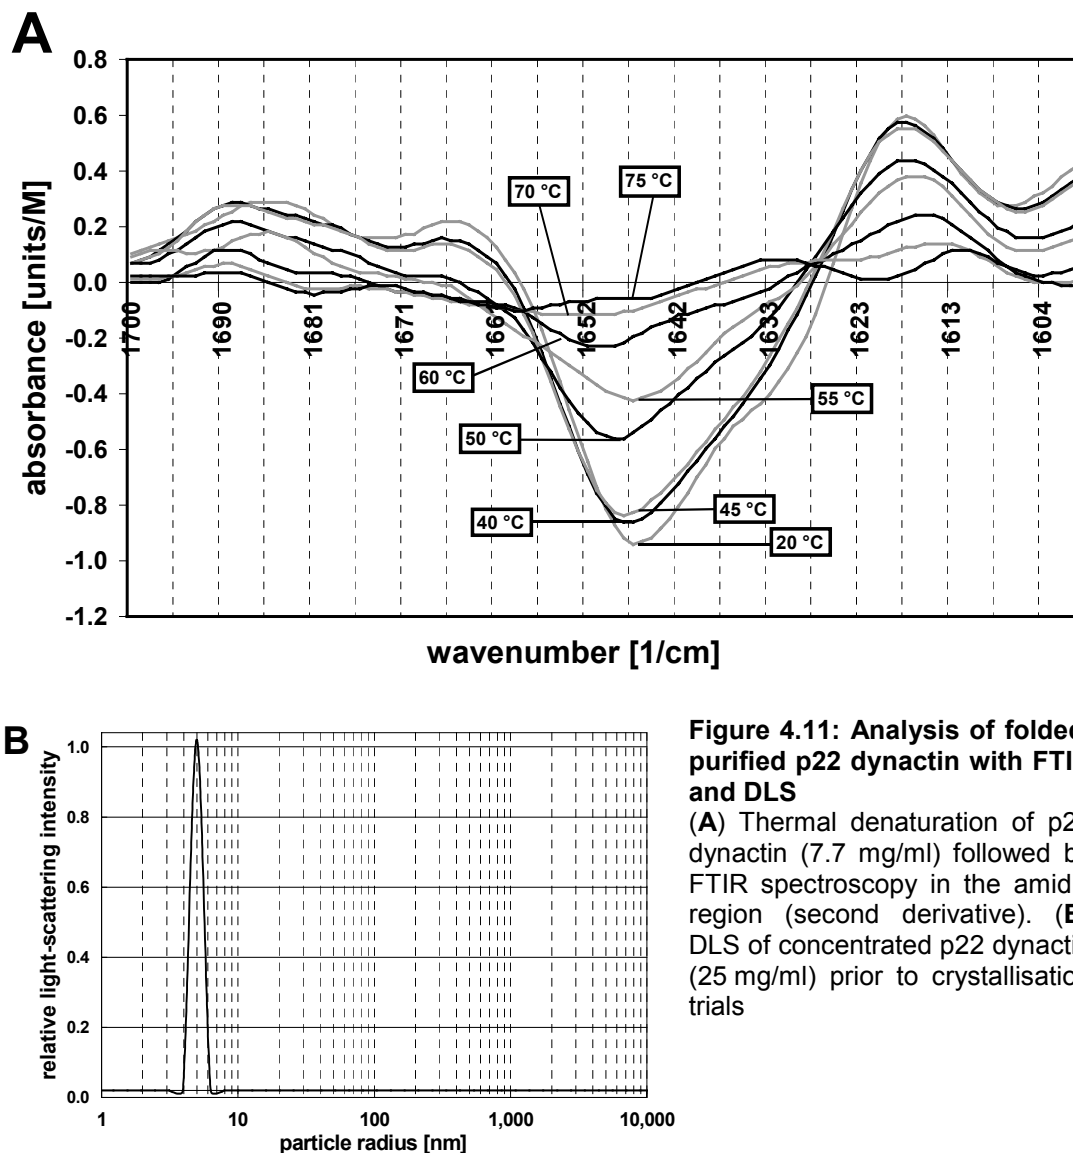 A
0.8
0.6
0.4
0.2
0.0
-0.2
-0.4
-0.6
-0.8
-1.0
-1.2
absorbance [units/M]
1700
1690
1681
1671
1661
1652
1642
1633
1623
1613
1604
70 °C
75 °C
60 °C
55 °C
50 °C
45 °C
40 °C
20 °C
wavenumber [1/cm]
B
relative light-scattering intensity
1.0
0.8
0.6
0.4
0.2
0.0
1
10
100
1,000
10,000
particle radius [nm]
Figure 4.11: Analysis of folded
purified p22 dynactin with FTI
and DLS
(A) Thermal denaturation of p2
dynactin (7.7 mg/ml) followed b
FTIR spectroscopy in the amid
region (second derivative). (B
DLS of concentrated p22 dynacti
(25 mg/ml) prior to crystallisation
trials